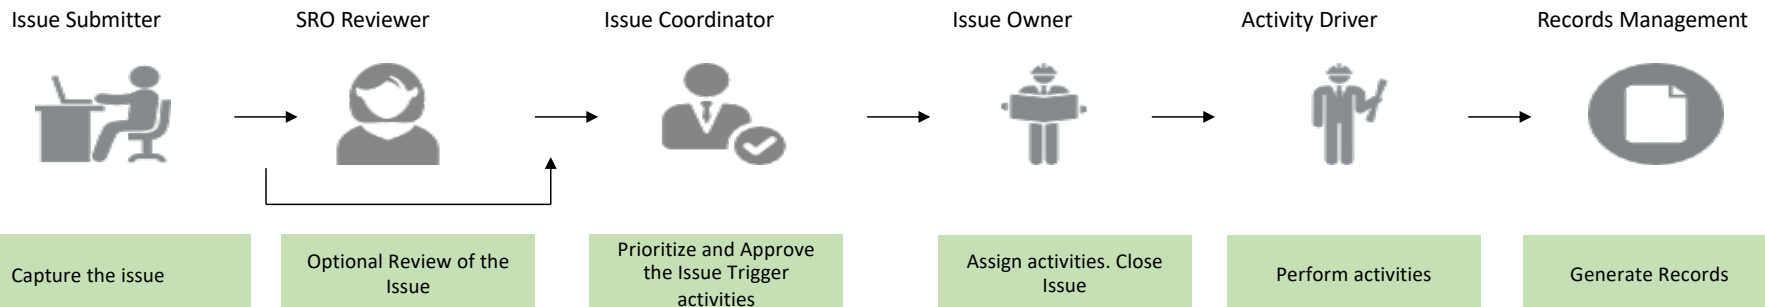 Issue Submitter
SRO Reviewer
Issue Coordinator
Issue Owner
Activity Driver
Records Management
Capture the issue
Optional Review of the
Issue
Prioritize and Approve
the Issue Trigger
activities
Assign activities. Close
Issue
Perform activities
Generate Records